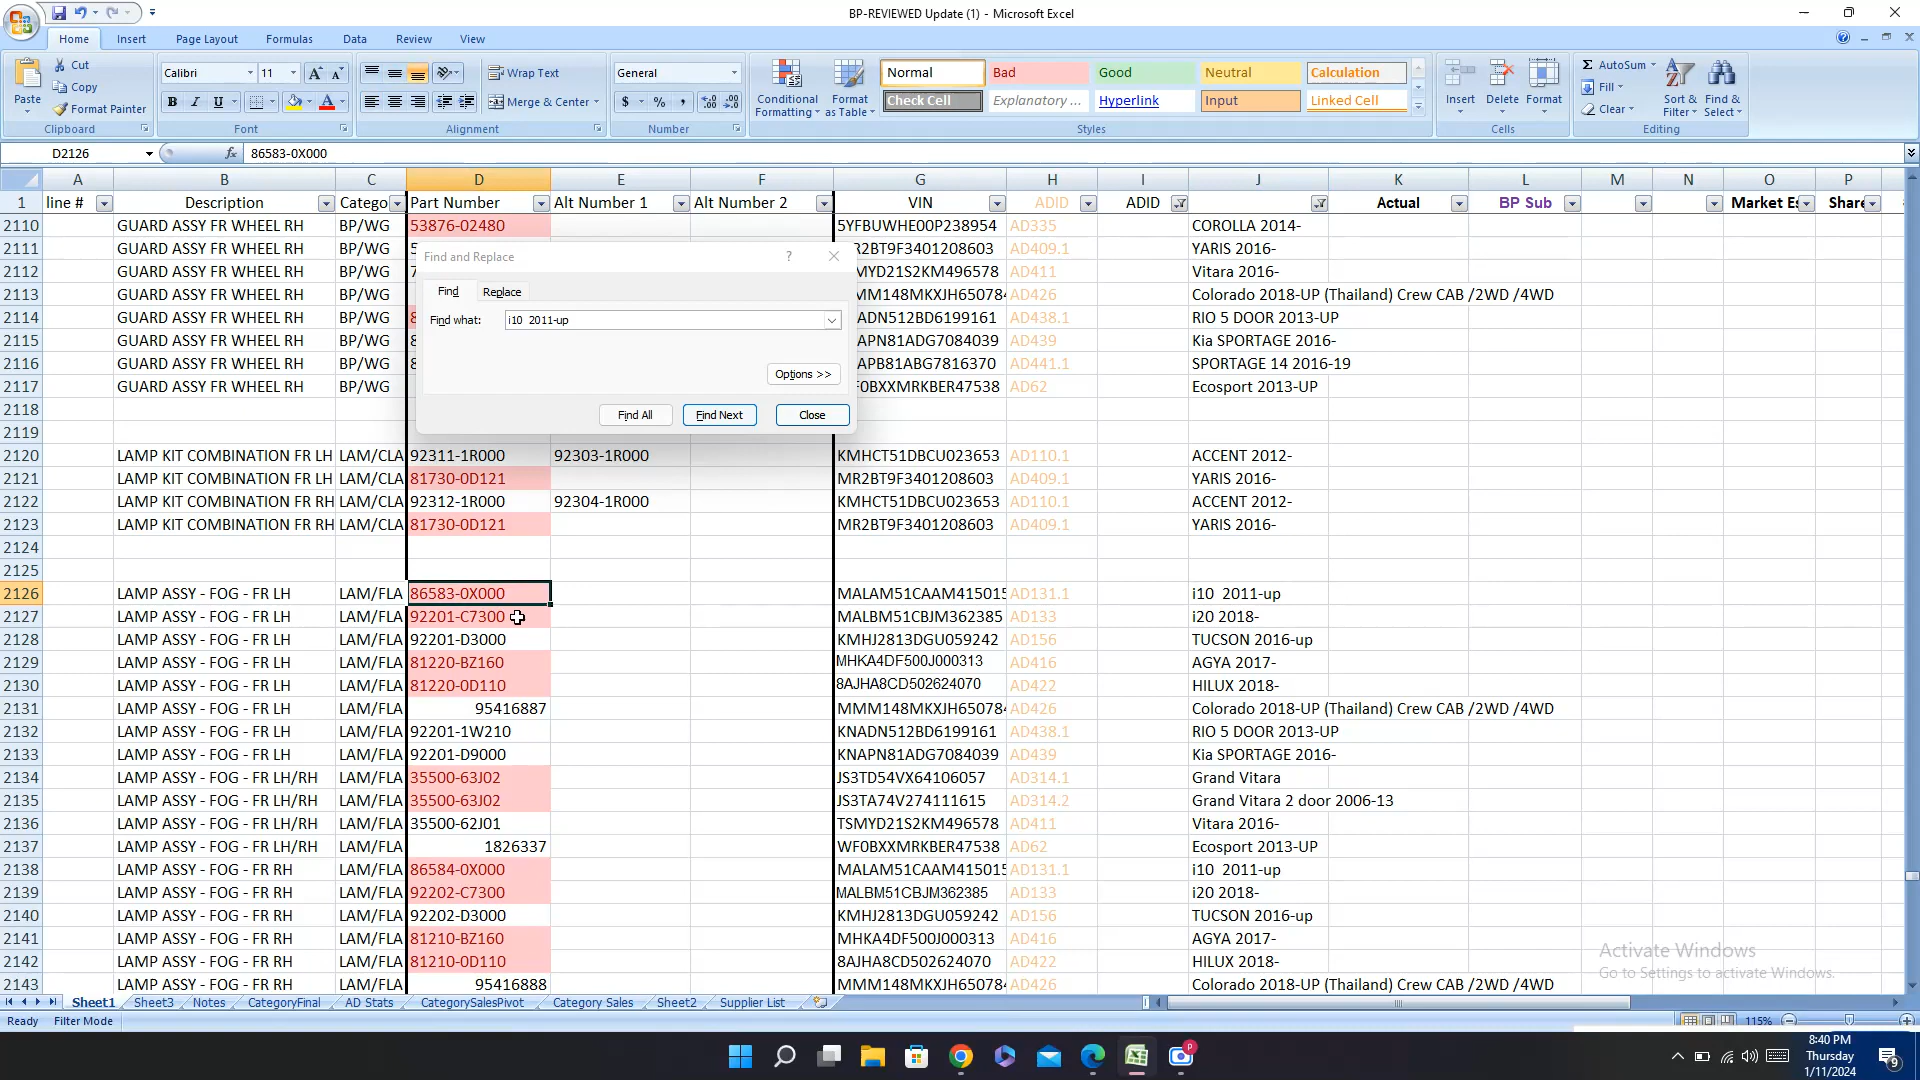 BP-REVIEWED Update (1) - Microsoft Excel
Home Insert Page Layout Formulas Data Review View
Paste Cut Copy Format Painter Clipboard
Calibri 11 B I U Font
Wrap Text Merge & Center Alignment
General $ % , Number
Conditional Formatting Format as Table Normal Bad Good Neutral Calculation
Check Cell Explanatory ... Hyperlink Input Linked Cell Styles
Insert Delete Format Cells
AutoSum Fill Clear Sort & Filter Find & Select Editing
D2126 fx 86583-0X000
A B C D E F G H I J K L M N O P
1 line # Description Catego Part Number Alt Number 1 Alt Number 2 VIN ADID ADID Actual BP Sub Market Es Share
2110 GUARD ASSY FR WHEEL RH BP/WG 53876-02480 5YFBUWHE00P238954 AD335 COROLLA 2014-
2111 GUARD ASSY FR WHEEL RH BP/WG 5 R2BT9F3401208603 AD409.1 YARIS 2016-
2112 GUARD ASSY FR WHEEL RH BP/WG 7 MYD21S2KM496578 AD411 Vitara 2016-
2113 GUARD ASSY FR WHEEL RH BP/WG MM148MKXJH65078 AD426 Colorado 2018-UP (Thailand) Crew CAB /2WD /4WD
2114 GUARD ASSY FR WHEEL RH BP/WG 8 ADN512BD6199161 AD438.1 RIO 5 DOOR 2013-UP
2115 GUARD ASSY FR WHEEL RH BP/WG 8 APN81ADG7084039 AD439 Kia SPORTAGE 2016-
2116 GUARD ASSY FR WHEEL RH BP/WG 8 APB81ABG7816370 AD441.1 SPORTAGE 14 2016-19
2117 GUARD ASSY FR WHEEL RH BP/WG F0BXXMRKBER47538 AD62 Ecosport 2013-UP
2118
2119
2120 LAMP KIT COMBINATION FR LH LAM/CLA 92311-1R000 92303-1R000 KMHCT51DBCU023653 AD110.1 ACCENT 2012-
2121 LAMP KIT COMBINATION FR LH LAM/CLA 81730-0D121 MR2BT9F3401208603 AD409.1 YARIS 2016-
2122 LAMP KIT COMBINATION FR RH LAM/CLA 92312-1R000 92304-1R000 KMHCT51DBCU023653 AD110.1 ACCENT 2012-
2123 LAMP KIT COMBINATION FR RH LAM/CLA 81730-0D121 MR2BT9F3401208603 AD409.1 YARIS 2016-
2124
2125
2126 LAMP ASSY - FOG - FR LH LAM/FLA 86583-0X000 MALAM51CAAM415015 AD131.1 i10  2011-up
2127 LAMP ASSY - FOG - FR LH LAM/FLA 92201-C7300 MALBM51CBJM362385 AD133 i20 2018-
2128 LAMP ASSY - FOG - FR LH LAM/FLA 92201-D3000 KMHJ2813DGU059242 AD156 TUCSON 2016-up
2129 LAMP ASSY - FOG - FR LH LAM/FLA 81220-BZ160 MHKA4DF500J000313 AD416 AGYA 2017-
2130 LAMP ASSY - FOG - FR LH LAM/FLA 81220-0D110 8AJHA8CD502624070 AD422 HILUX 2018-
2131 LAMP ASSY - FOG - FR LH LAM/FLA 95416887 MMM148MKXJH65078 AD426 Colorado 2018-UP (Thailand) Crew CAB /2WD /4WD
2132 LAMP ASSY - FOG - FR LH LAM/FLA 92201-1W210 KNADN512BD6199161 AD438.1 RIO 5 DOOR 2013-UP
2133 LAMP ASSY - FOG - FR LH LAM/FLA 92201-D9000 KNAPN81ADG7084039 AD439 Kia SPORTAGE 2016-
2134 LAMP ASSY - FOG - FR LH/RH LAM/FLA 35500-63J02 JS3TD54VX64106057 AD314.1 Grand Vitara
2135 LAMP ASSY - FOG - FR LH/RH LAM/FLA 35500-63J02 JS3TA74V274111615 AD314.2 Grand Vitara 2 door 2006-13
2136 LAMP ASSY - FOG - FR LH/RH LAM/FLA 35500-62J01 TSMYD21S2KM496578 AD411 Vitara 2016-
2137 LAMP ASSY - FOG - FR LH/RH LAM/FLA 1826337 WF0BXXMRKBER47538 AD62 Ecosport 2013-UP
2138 LAMP ASSY - FOG - FR RH LAM/FLA 86584-0X000 MALAM51CAAM415015 AD131.1 i10  2011-up
2139 LAMP ASSY - FOG - FR RH LAM/FLA 92202-C7300 MALBM51CBJM362385 AD133 i20 2018-
2140 LAMP ASSY - FOG - FR RH LAM/FLA 92202-D3000 KMHJ2813DGU059242 AD156 TUCSON 2016-up
2141 LAMP ASSY - FOG - FR RH LAM/FLA 81210-BZ160 MHKA4DF500J000313 AD416 AGYA 2017-
2142 LAMP ASSY - FOG - FR RH LAM/FLA 81210-0D110 8AJHA8CD502624070 AD422 HILUX 2018-
2143 LAMP ASSY - FOG - FR RH LAM/FLA 95416888 MMM148MKXJH65078 AD426 Colorado 2018-UP (Thailand) Crew CAB /2WD /4WD
Find and Replace ?
Find Replace
Find what: i10  2011-up
Options >>
Find All Find Next Close
Activate Windows
Go to Settings to activate Windows.
Sheet1 Sheet3 Notes CategoryFinal AD Stats CategorySalesPivot Category Sales Sheet2 Supplier List
Ready Filter Mode 115%
8:40 PM
Thursday
1/11/2024
9